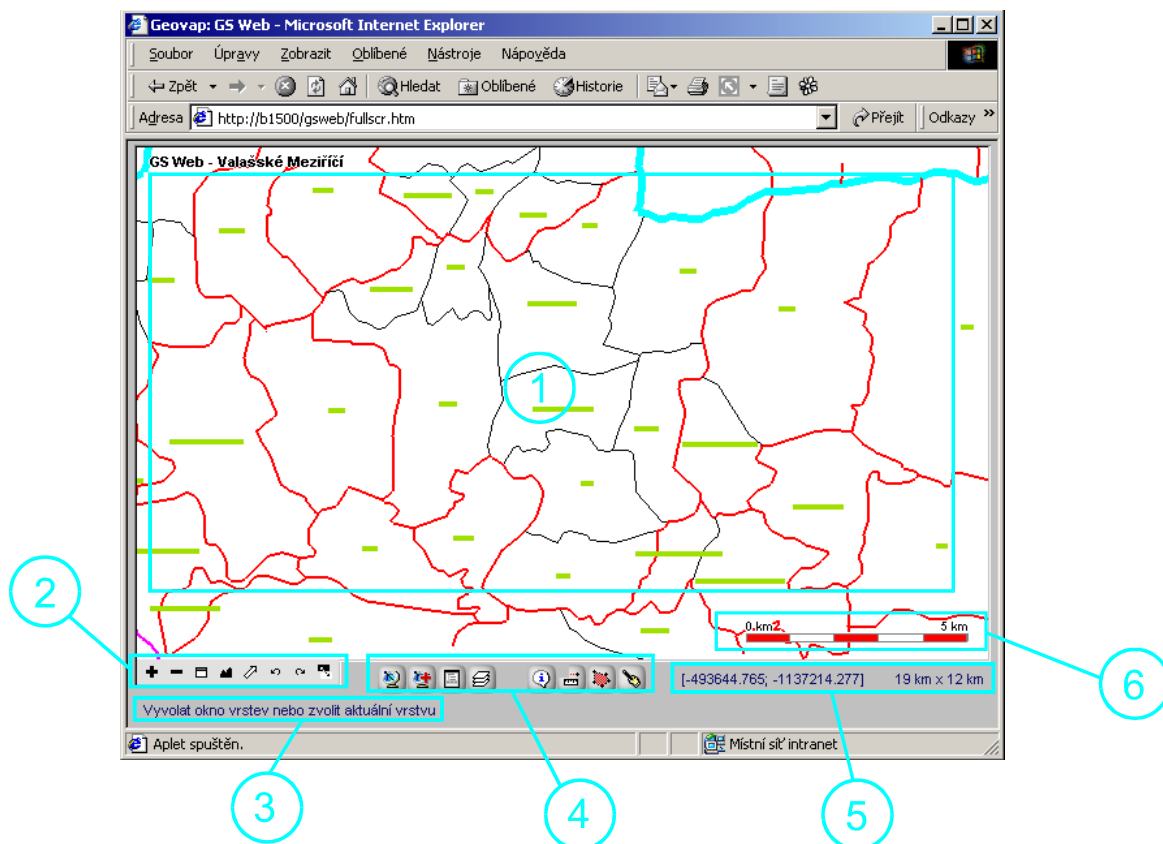 Geovap: GS Web - Microsoft Internet Explorer
Soubor Úpravy Zobrazit Oblíbené Nástroje Nápověda
Zpět Hledat Oblíbené Historie
Adresa http://b1500/gsweb/fullscr.htm Přejít Odkazy »
GS Web - Valašské Meziříčí
1
2
0.km2 5 km
6
[-493644.765; -1137214.277] 19 km x 12 km
Vyvolat okno vrstev nebo zvolit aktuální vrstvu
Aplet spuštěn. Místní síť intranet
3
4
5